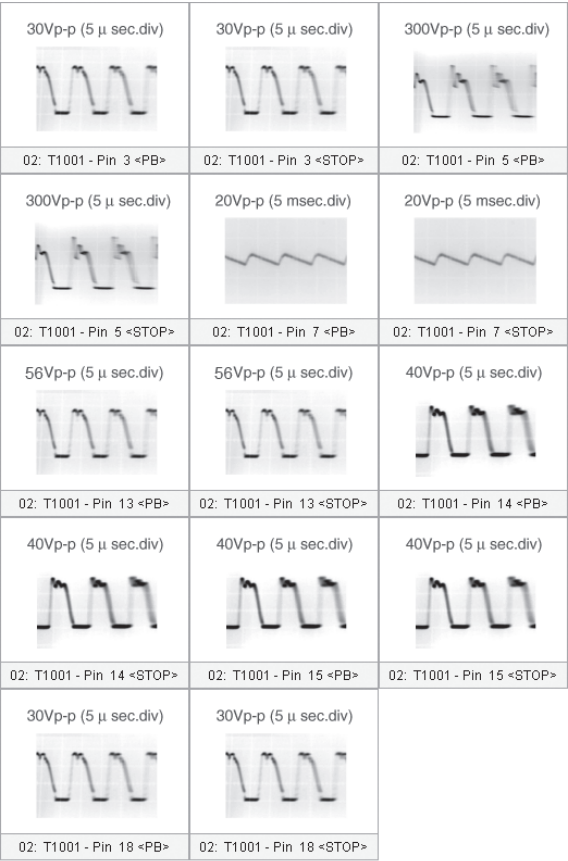 30Vp-p (5 μ sec.div)
30Vp-p (5 μ sec.div)
300Vp-p (5 μ sec.div)
02: T1001 - Pin 3 <PB>
02: T1001 - Pin 3 <STOP>
02: T1001 - Pin 5 <PB>
300Vp-p (5 μ sec.div)
20Vp-p (5 msec.div)
20Vp-p (5 msec.div)
02: T1001 - Pin 5 <STOP>
02: T1001 - Pin 7 <PB>
02: T1001 - Pin 7 <STOP>
56Vp-p (5 μ sec.div)
56Vp-p (5 μ sec.div)
40Vp-p (5 μ sec.div)
02: T1001 - Pin 13 <PB>
02: T1001 - Pin 13 <STOP>
02: T1001 - Pin 14 <PB>
40Vp-p (5 μ sec.div)
40Vp-p (5 μ sec.div)
40Vp-p (5 μ sec.div)
02: T1001 - Pin 14 <STOP>
02: T1001 - Pin 15 <PB>
02: T1001 - Pin 15 <STOP>
30Vp-p (5 μ sec.div)
30Vp-p (5 μ sec.div)
02: T1001 - Pin 18 <PB>
02: T1001 - Pin 18 <STOP>